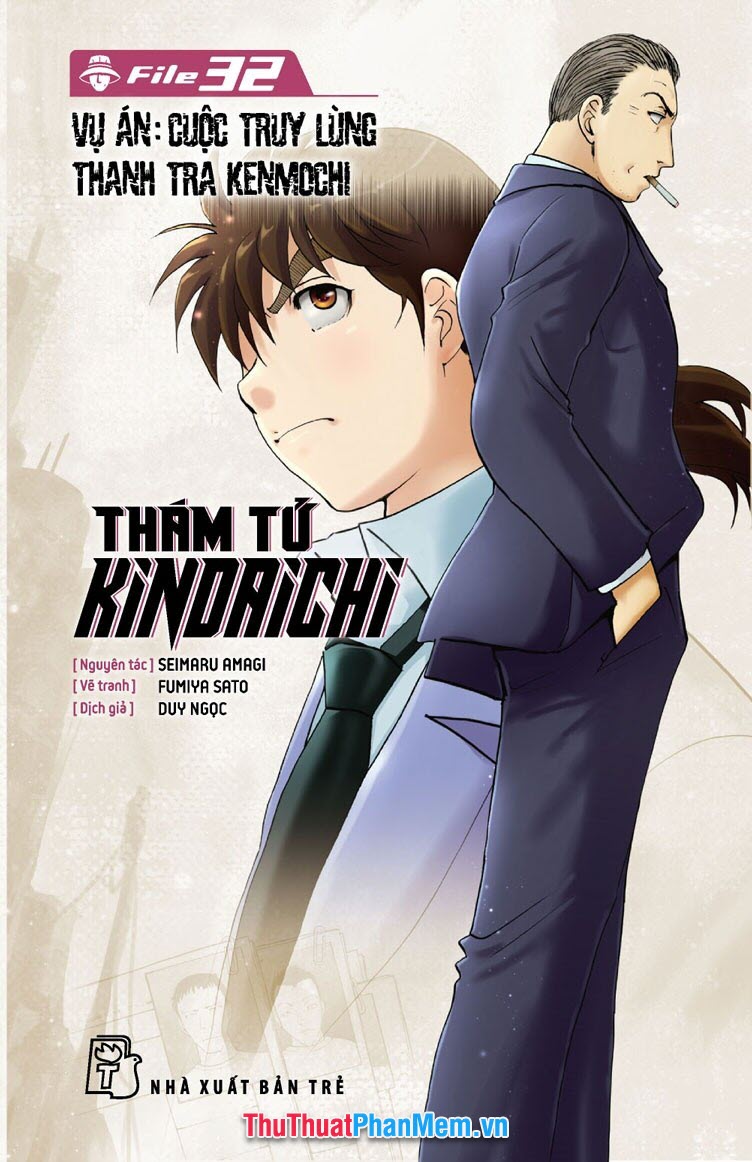 File 32
VỤ ÁN: CUỘC TRUY LÙNG
THANH TRA KENMOCHI
THÁM TỬ
KINDAICHI
[Nguyên tác] SEIMARU AMAGI
[Vẽ tranh] FUMIYA SATO
[Dịch giả] DUY NGỌC
T
NHÀ XUẤT BẢN TRẺ
ThuThuatPhanMem.vn